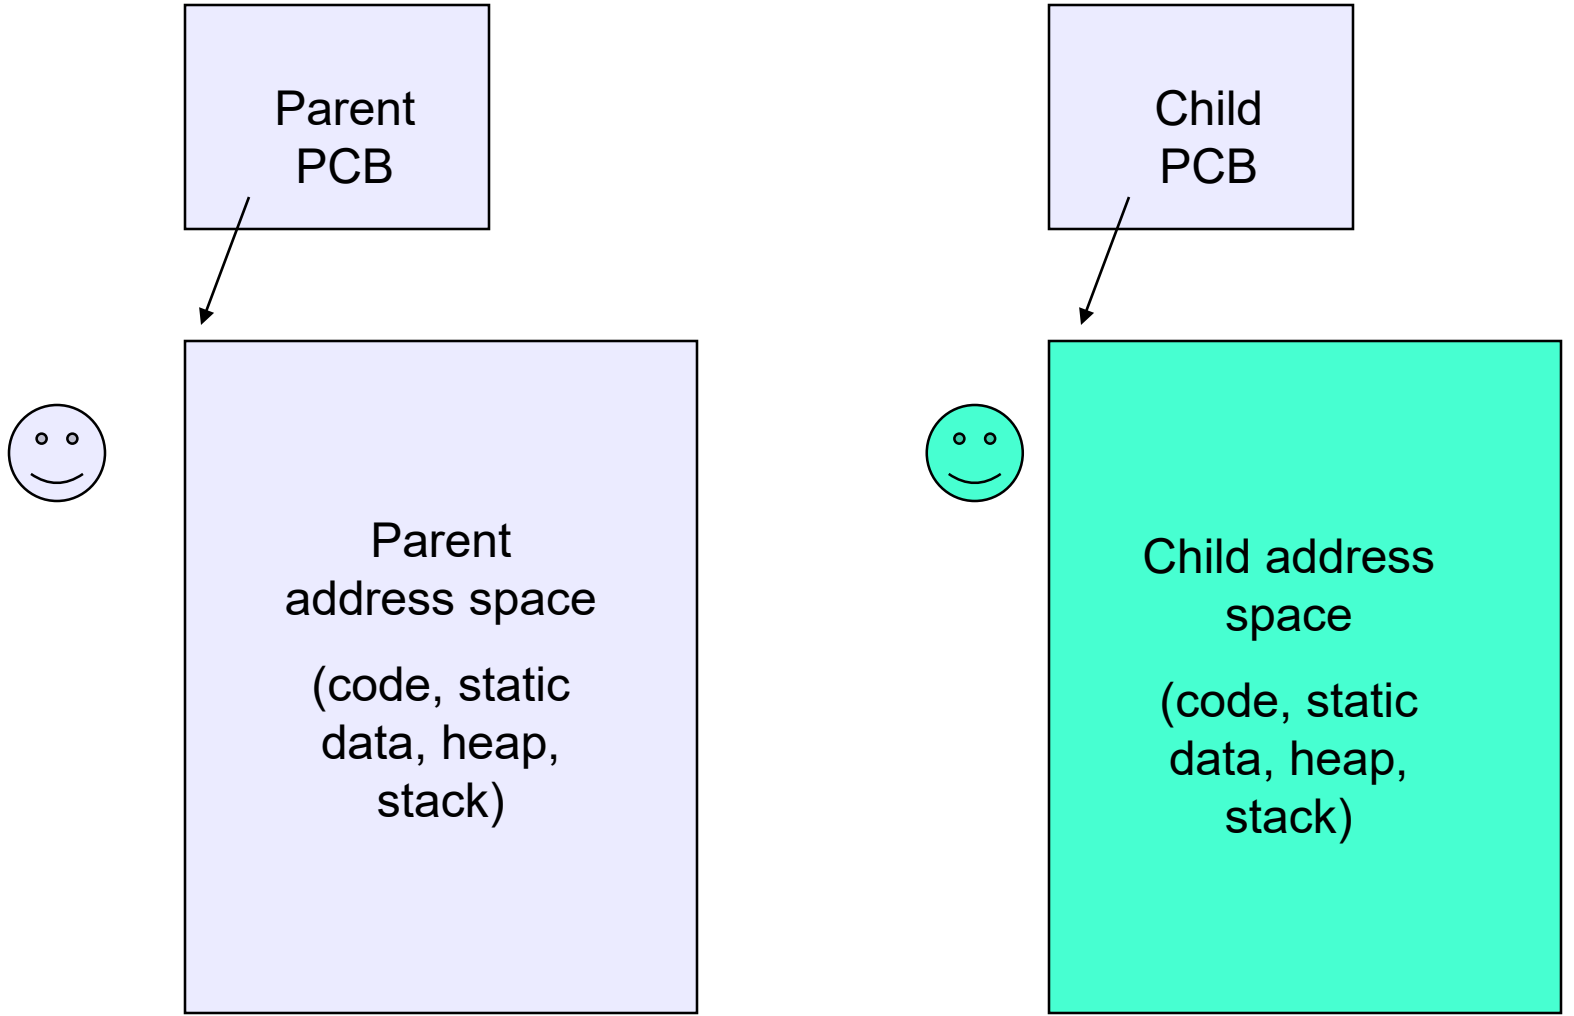 Parent
PCB
Child
PCB
Parent
address space
(code, static
data, heap,
stack)
Child address
space
(code, static
data, heap,
stack)